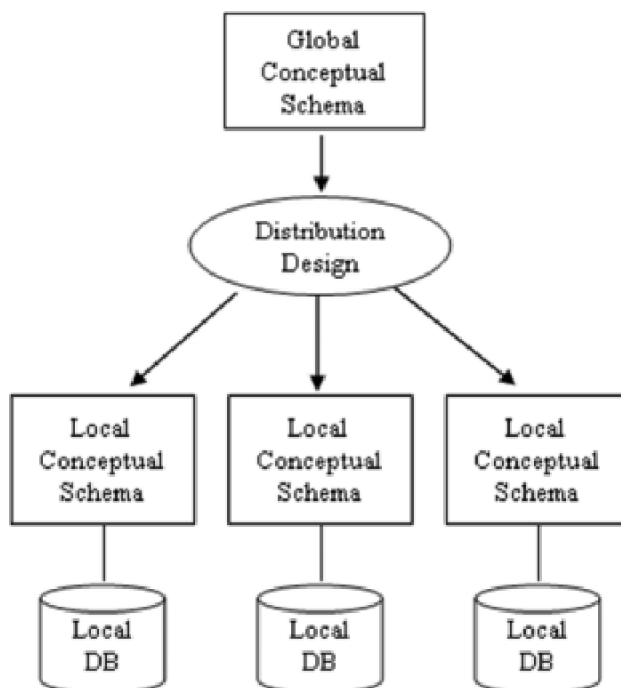 Global
Conceptual
Schema
Distribution
Design
Local
Conceptual
Schema
Local
Conceptual
Schema
Local
Conceptual
Schema
Local
DB
Local
DB
Local
DB